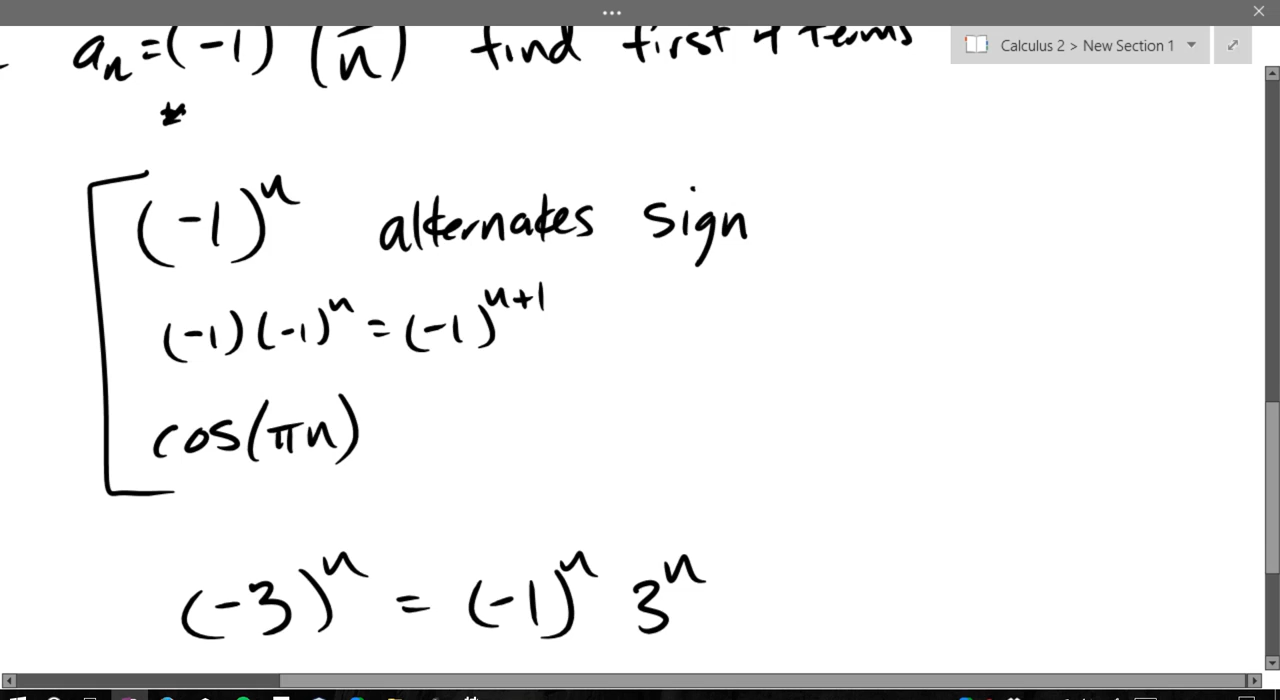 Calculus 2 > New Section 1
aₙ = (-1) (n) find first 4 terms
*
(-1)ⁿ alternates sign
(-1)(-1)ⁿ = (-1)ⁿ⁺¹
cos(πn)
(-3)ⁿ = (-1)ⁿ 3ⁿ